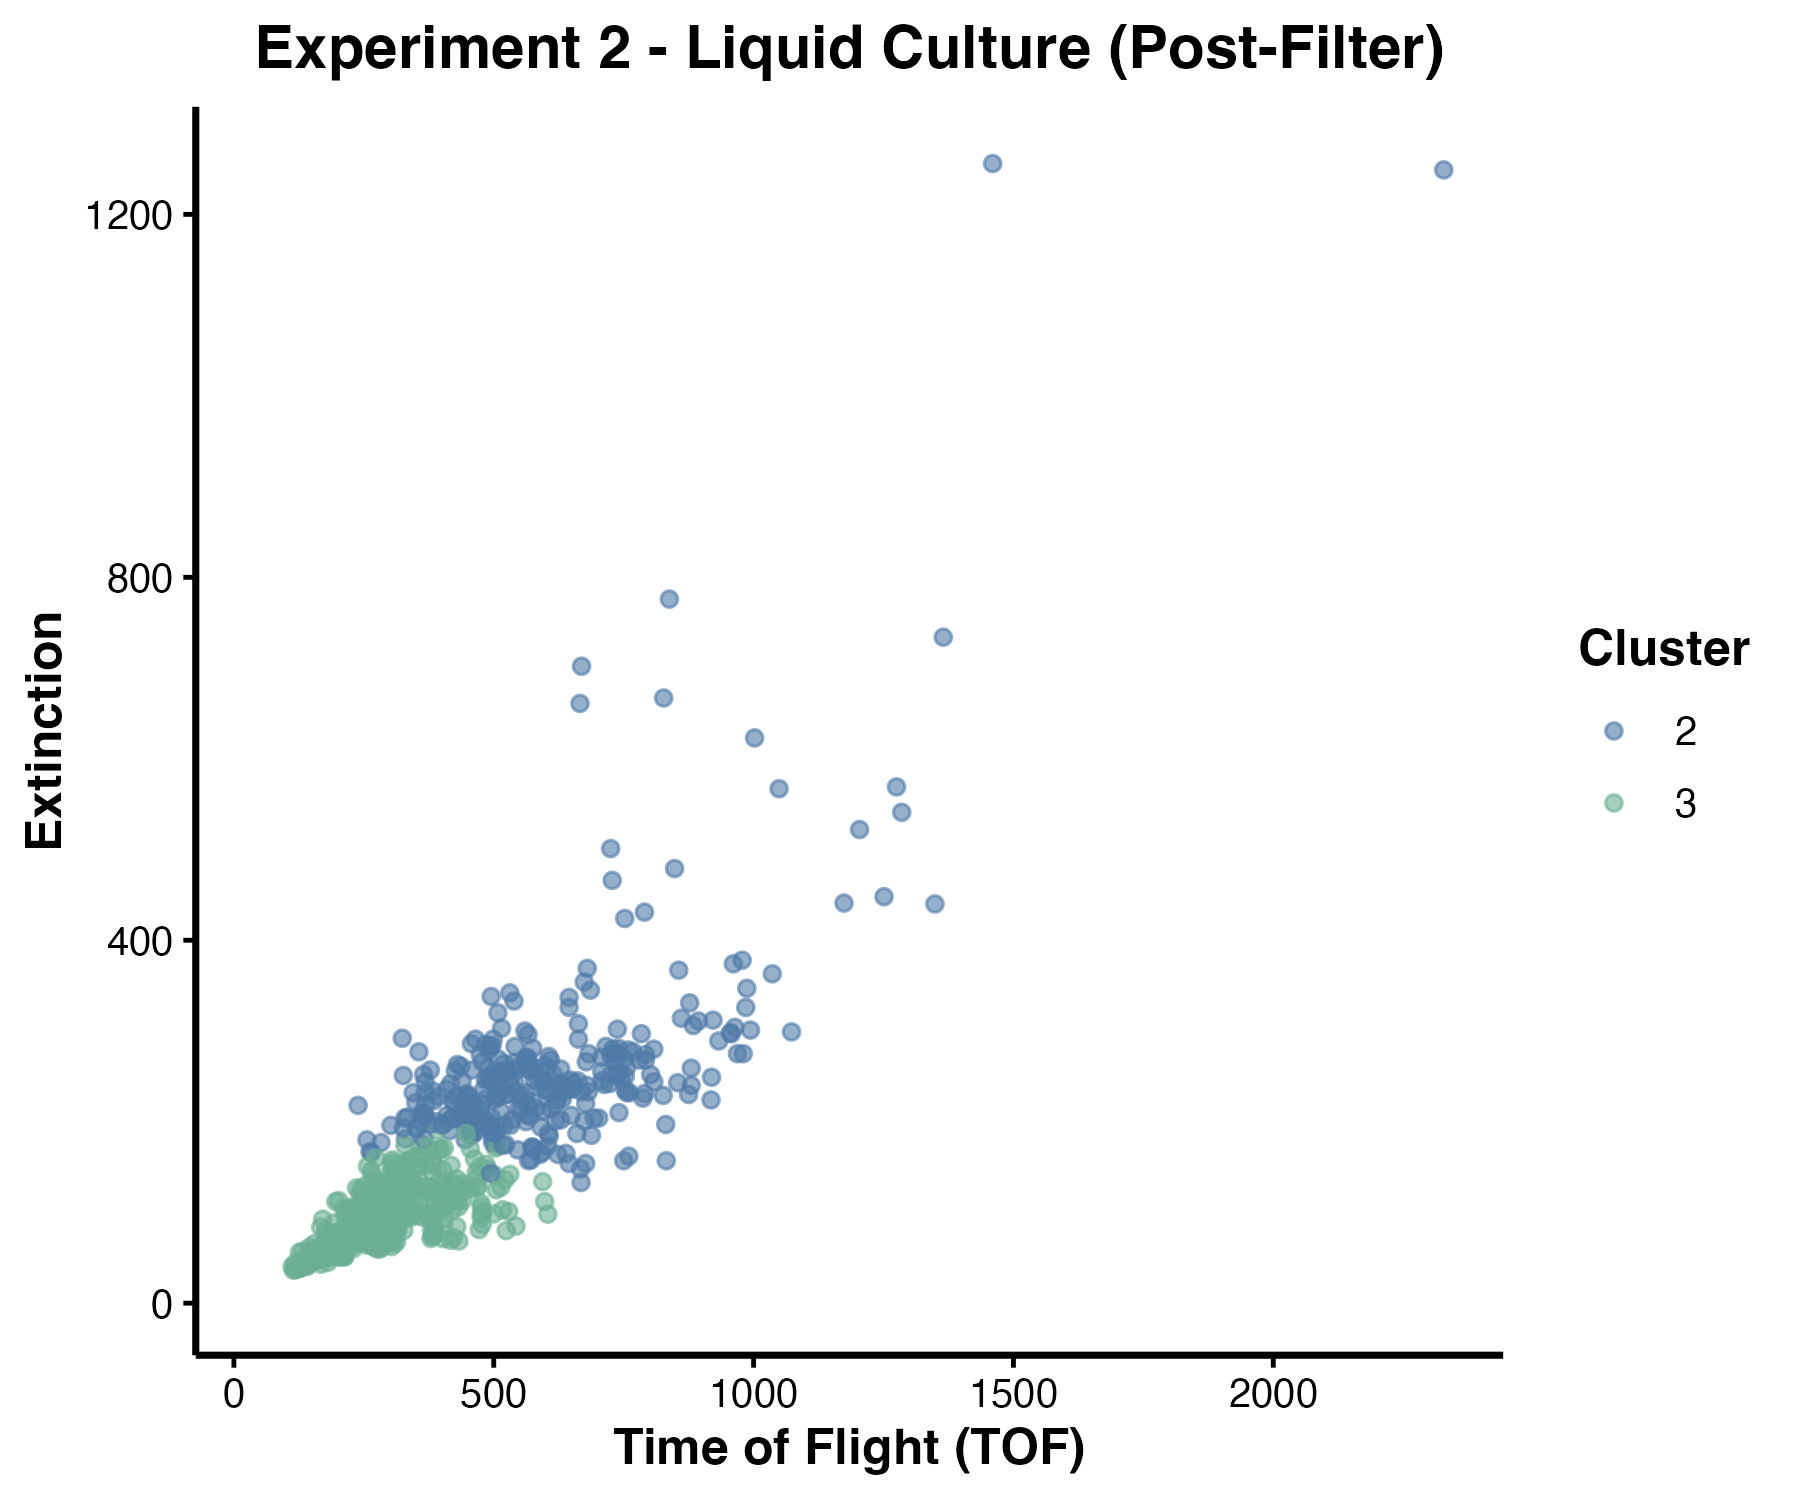 Experiment 2 - Liquid Culture (Post-Filter)
1200
800
400
0
Extinction
0 500 1000 1500 2000
Time of Flight (TOF)
Cluster
2
3